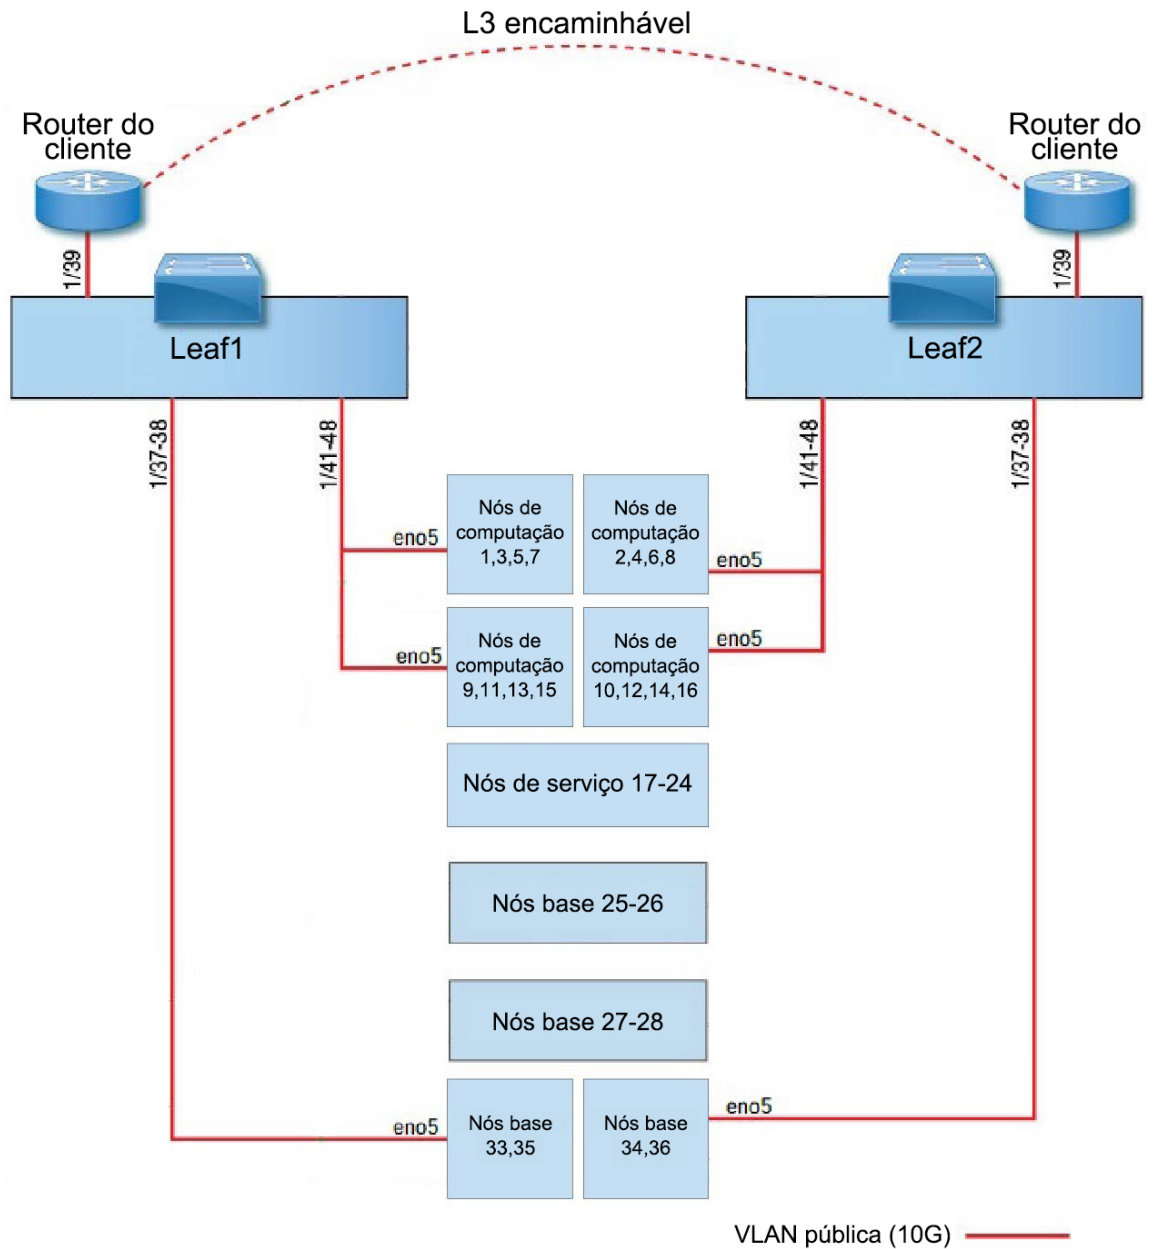 L3 encaminhável
Router do
cliente
Router do
cliente
1/39
1/39
Leaf1
Leaf2
1/37-38
1/41-48
1/41-48
1/37-38
Nós de
computação
1,3,5,7
Nós de
computação
2,4,6,8
eno5
eno5
Nós de
computação
9,11,13,15
Nós de
computação
10,12,14,16
eno5
eno5
Nós de serviço 17-24
Nós base 25-26
Nós base 27-28
eno5
eno5
Nós base
33,35
Nós base
34,36
VLAN pública (10G)